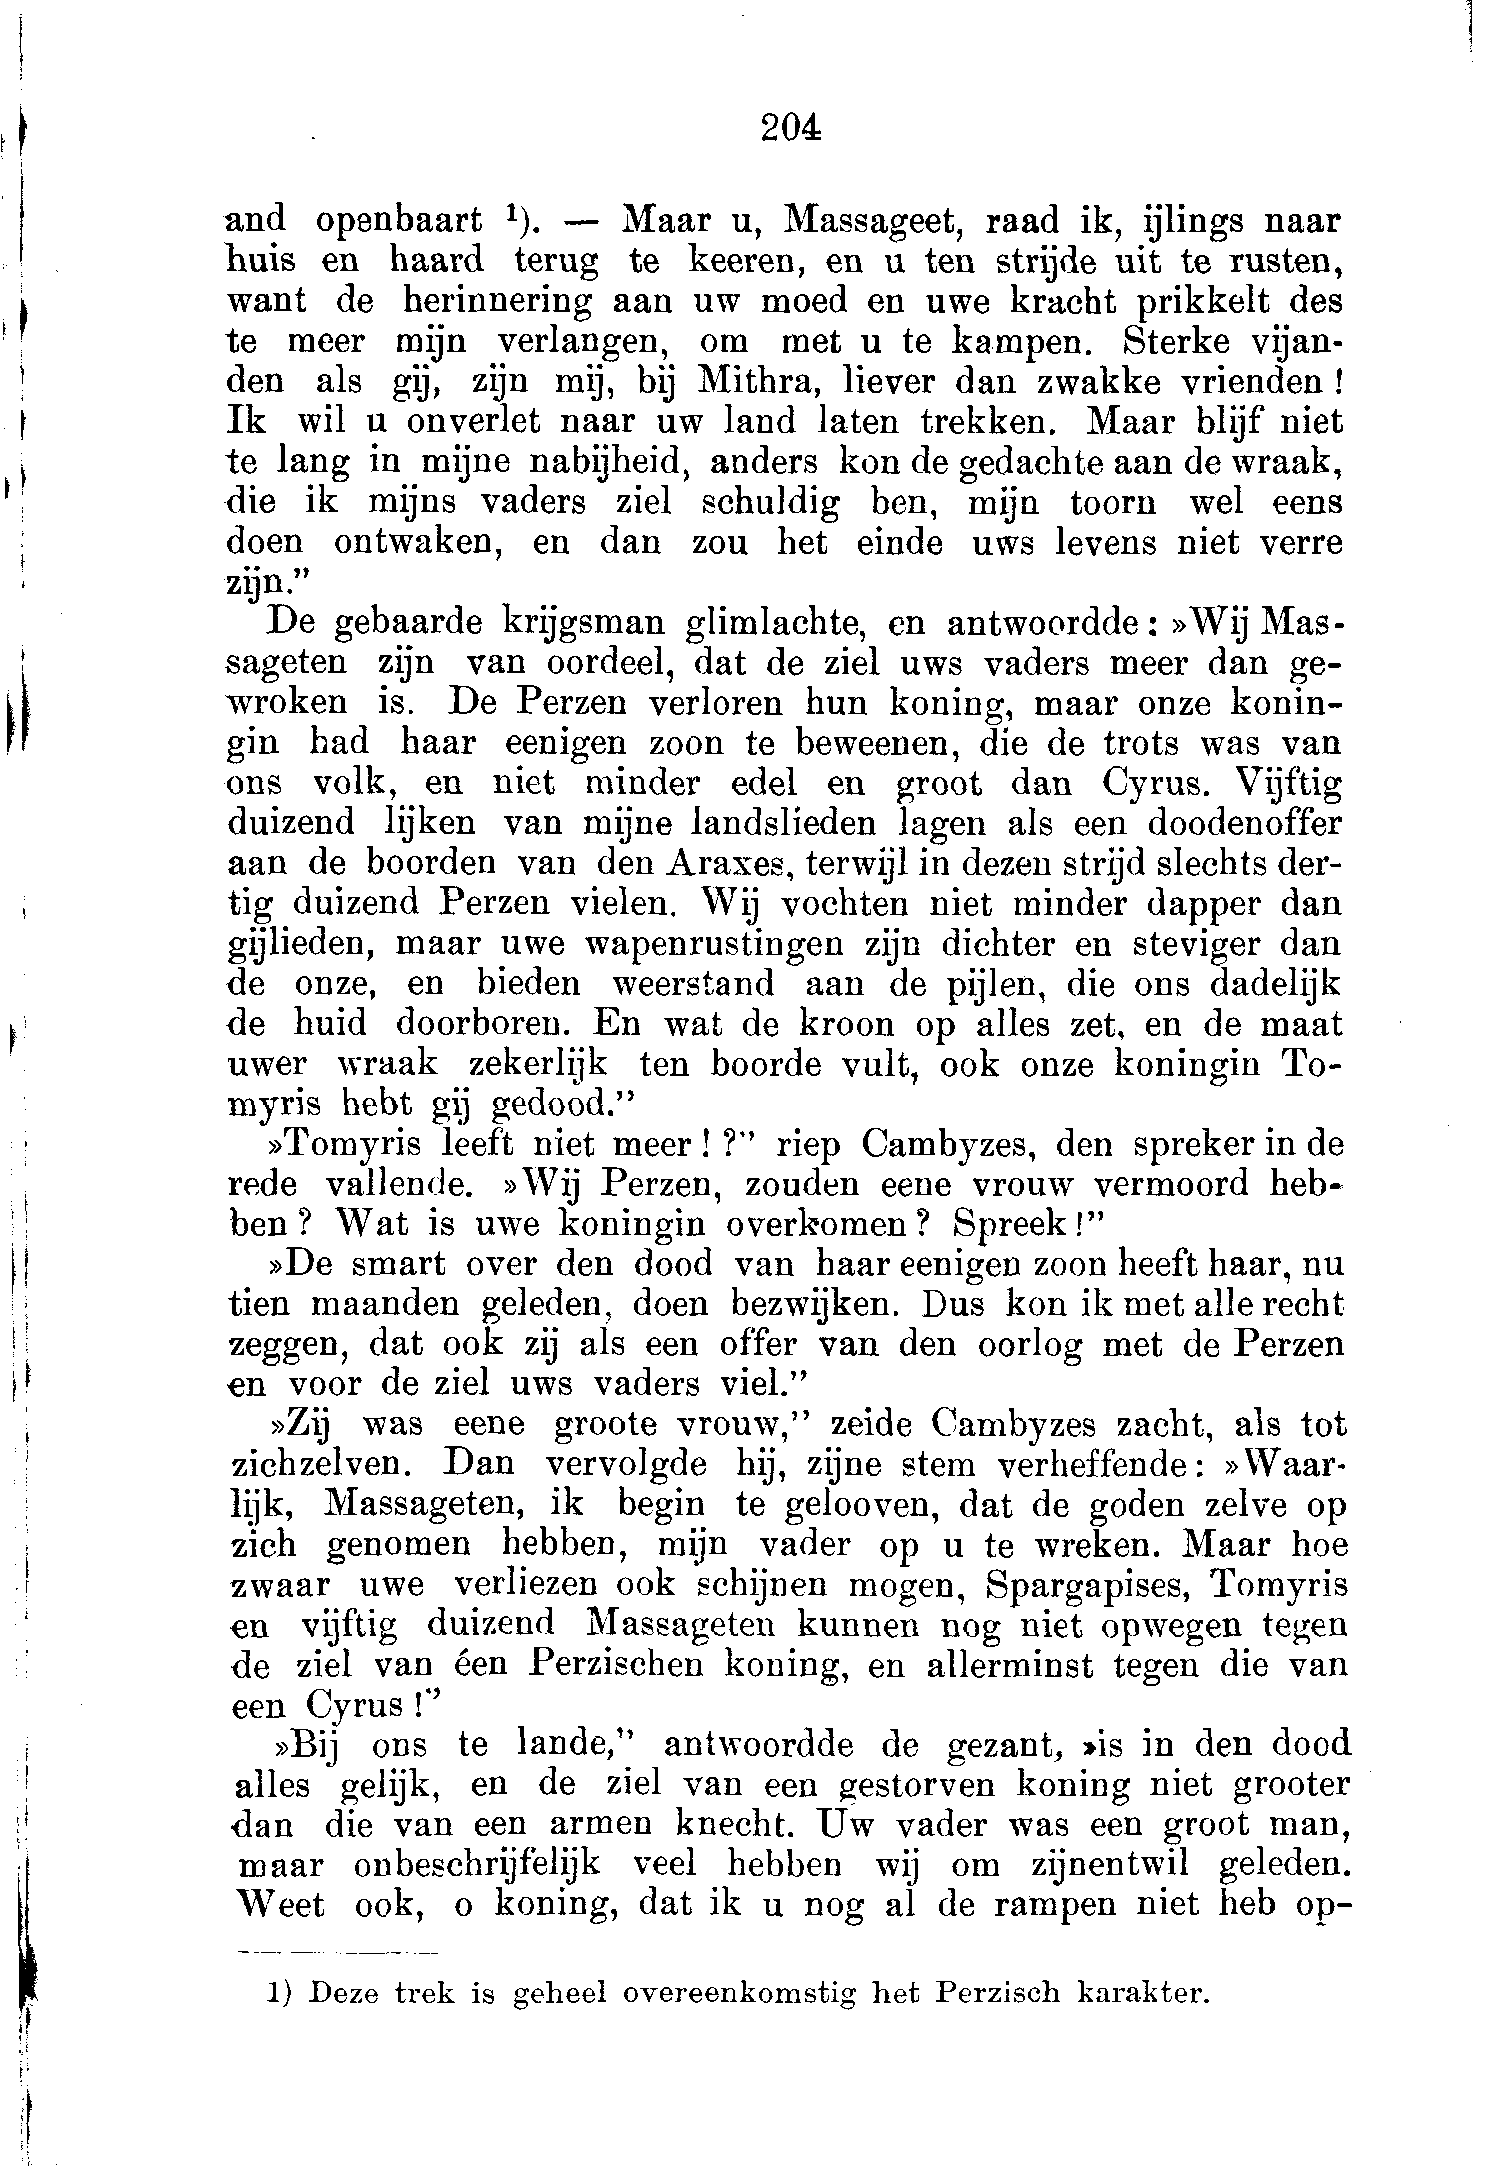 204
and openbaart ¹). — Maar u, Massageet, raad ik, ijlings naar
huis en haard terug te keeren, en u ten strijde uit te rusten,
want de herinnering aan uw moed en uwe kracht prikkelt des
te meer mijn verlangen, om met u te kampen. Sterke vijan-
den als gij, zijn mij, bij Mithra, liever dan zwakke vrienden!
Ik wil u onverlet naar uw land laten trekken. Maar blijf niet
te lang in mijne nabijheid, anders kon de gedachte aan de wraak,
die ik mijns vaders ziel schuldig ben, mijn toorn wel eens
doen ontwaken, en dan zou het einde uws levens niet verre
zijn.”
De gebaarde krijgsman glimlachte, en antwoordde: »Wij Mas-
sageten zijn van oordeel, dat de ziel uws vaders meer dan ge-
wroken is. De Perzen verloren hun koning, maar onze konin-
gin had haar eenigen zoon te beweenen, die de trots was van
ons volk, en niet minder edel en groot dan Cyrus. Vijftig
duizend lijken van mijne landslieden lagen als een doodenoffer
aan de boorden van den Araxes, terwijl in dezen strijd slechts der-
tig duizend Perzen vielen. Wij vochten niet minder dapper dan
gijlieden, maar uwe wapenrustingen zijn dichter en steviger dan
de onze, en bieden weerstand aan de pijlen, die ons dadelijk
de huid doorboren. En wat de kroon op alles zet, en de maat
uwer wraak zekerlijk ten boorde vult, ook onze koningin To-
myris hebt gij gedood.”
»Tomyris leeft niet meer! ?” riep Cambyzes, den spreker in de
rede vallende. »Wij Perzen, zouden eene vrouw vermoord heb-
ben? Wat is uwe koningin overkomen? Spreek!”
»De smart over den dood van haar eenigen zoon heeft haar, nu
tien maanden geleden, doen bezwijken. Dus kon ik met alle recht
zeggen, dat ook zij als een offer van den oorlog met de Perzen
en voor de ziel uws vaders viel.”
»Zij was eene groote vrouw,” zeide Cambyzes zacht, als tot
zichzelven. Dan vervolgde hij, zijne stem verheffende: »Waar-
lijk, Massageten, ik begin te gelooven, dat de goden zelve op
zich genomen hebben, mijn vader op u te wreken. Maar hoe
zwaar uwe verliezen ook schijnen mogen, Spargapises, Tomyris
en vijftig duizend Massageten kunnen nog niet opwegen tegen
de ziel van éen Perzischen koning, en allerminst tegen die van
een Cyrus!”
»Bij ons te lande,” antwoordde de gezant, »is in den dood
alles gelijk, en de ziel van een gestorven koning niet grooter
dan die van een armen knecht. Uw vader was een groot man,
maar onbeschrijfelijk veel hebben wij om zijnentwil geleden.
Weet ook, o koning, dat ik u nog al de rampen niet heb op-
1) Deze trek is geheel overeenkomstig het Perzisch karakter.